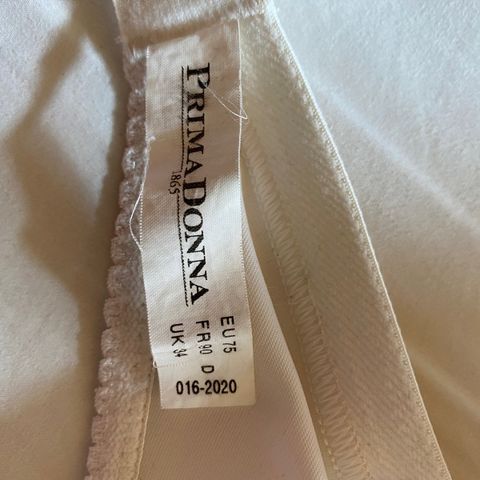 PRIMADONNA
1865
EU 75
FR 90 D
UK 34
016-2020